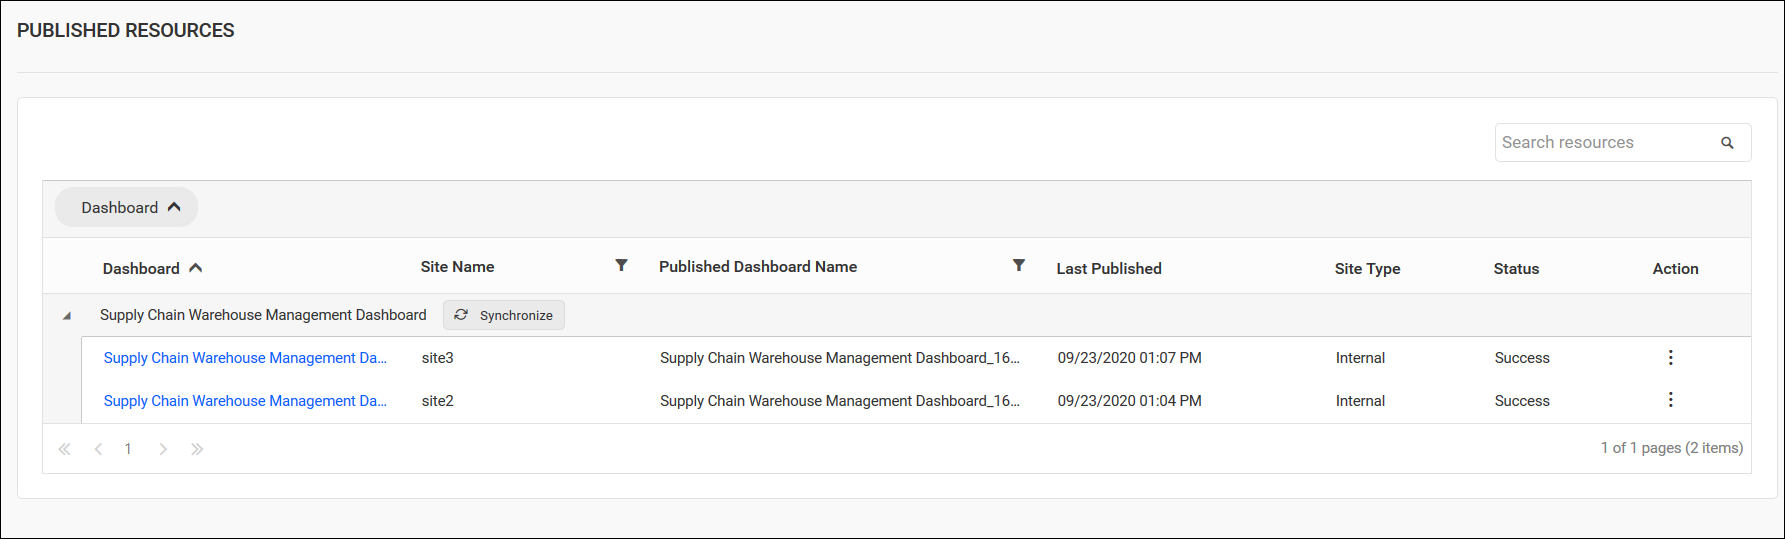 PUBLISHED RESOURCES
Search resources
Dashboard
Dashboard Site Name Published Dashboard Name Last Published Site Type Status Action
Supply Chain Warehouse Management Dashboard Synchronize
Supply Chain Warehouse Management Da... site3 Supply Chain Warehouse Management Dashboard_16... 09/23/2020 01:07 PM Internal Success
Supply Chain Warehouse Management Da... site2 Supply Chain Warehouse Management Dashboard_16... 09/23/2020 01:04 PM Internal Success
1 1 of 1 pages (2 items)